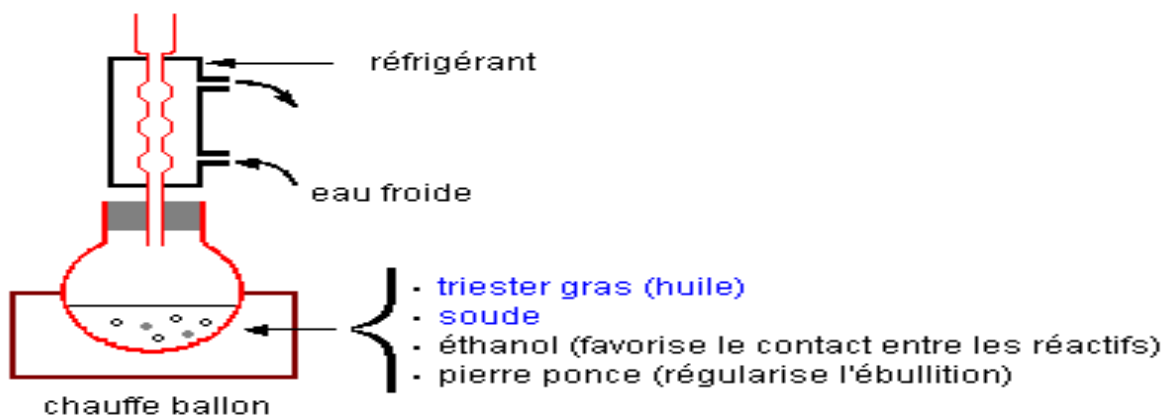 réfrigérant
eau froide
- triester gras (huile)
- soude
- éthanol (favorise le contact entre les réactifs)
- pierre ponce (régularise l'ébullition)
chauffe ballon